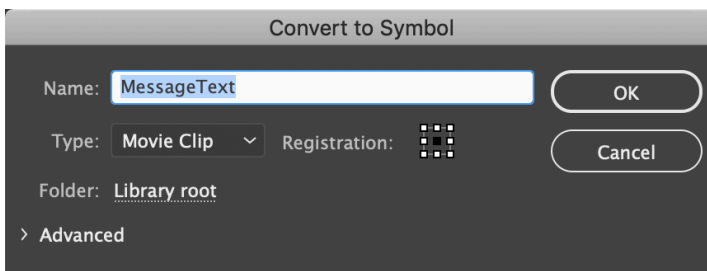 Convert to Symbol
Name: MessageText OK
Type: Movie Clip Registration: Cancel
Folder: Library root
Advanced